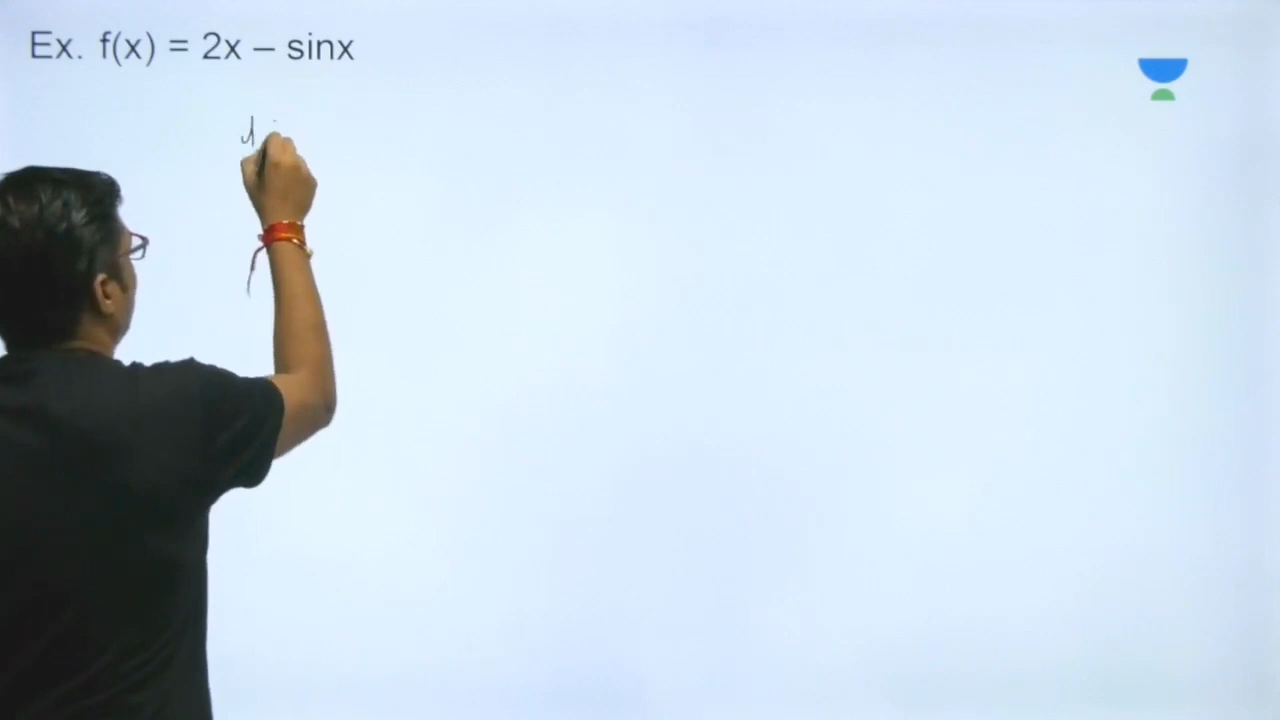 Ex. f(x) = 2x – sinx